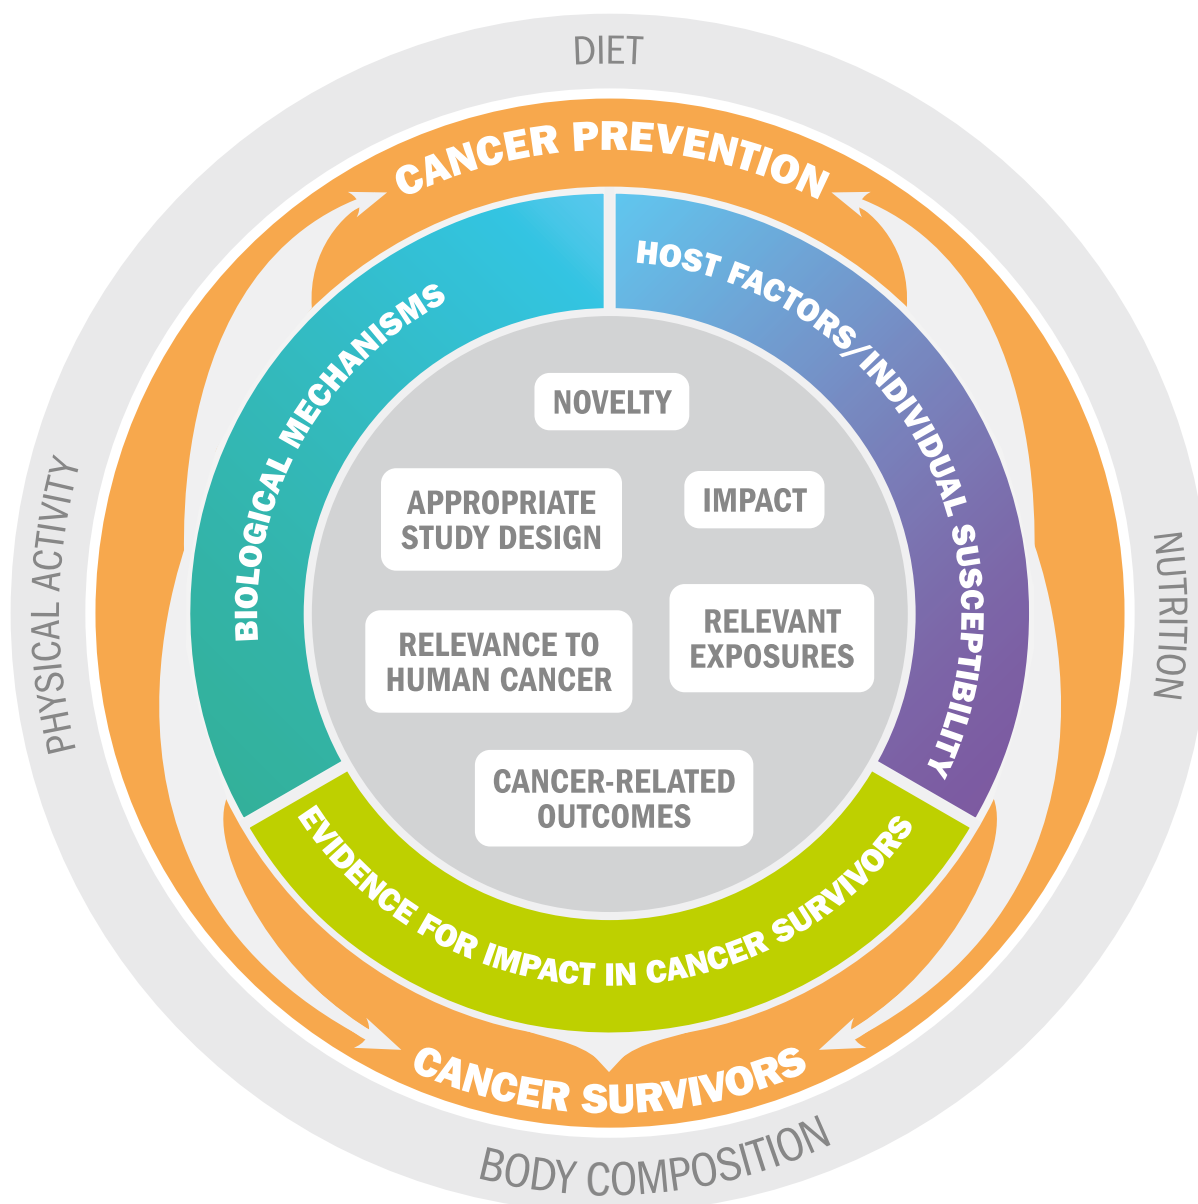 DIET
CANCER PREVENTION
HOST FACTORS/INDIVIDUAL SUSCEPTIBILITY
BIOLOGICAL MECHANISMS
NOVELTY
APPROPRIATE
STUDY DESIGN
IMPACT
RELEVANCE TO
HUMAN CANCER
RELEVANT
EXPOSURES
CANCER-RELATED
OUTCOMES
PHYSICAL ACTIVITY
NUTRITION
EVIDENCE FOR IMPACT IN CANCER SURVIVORS
CANCER SURVIVORS
BODY COMPOSITION